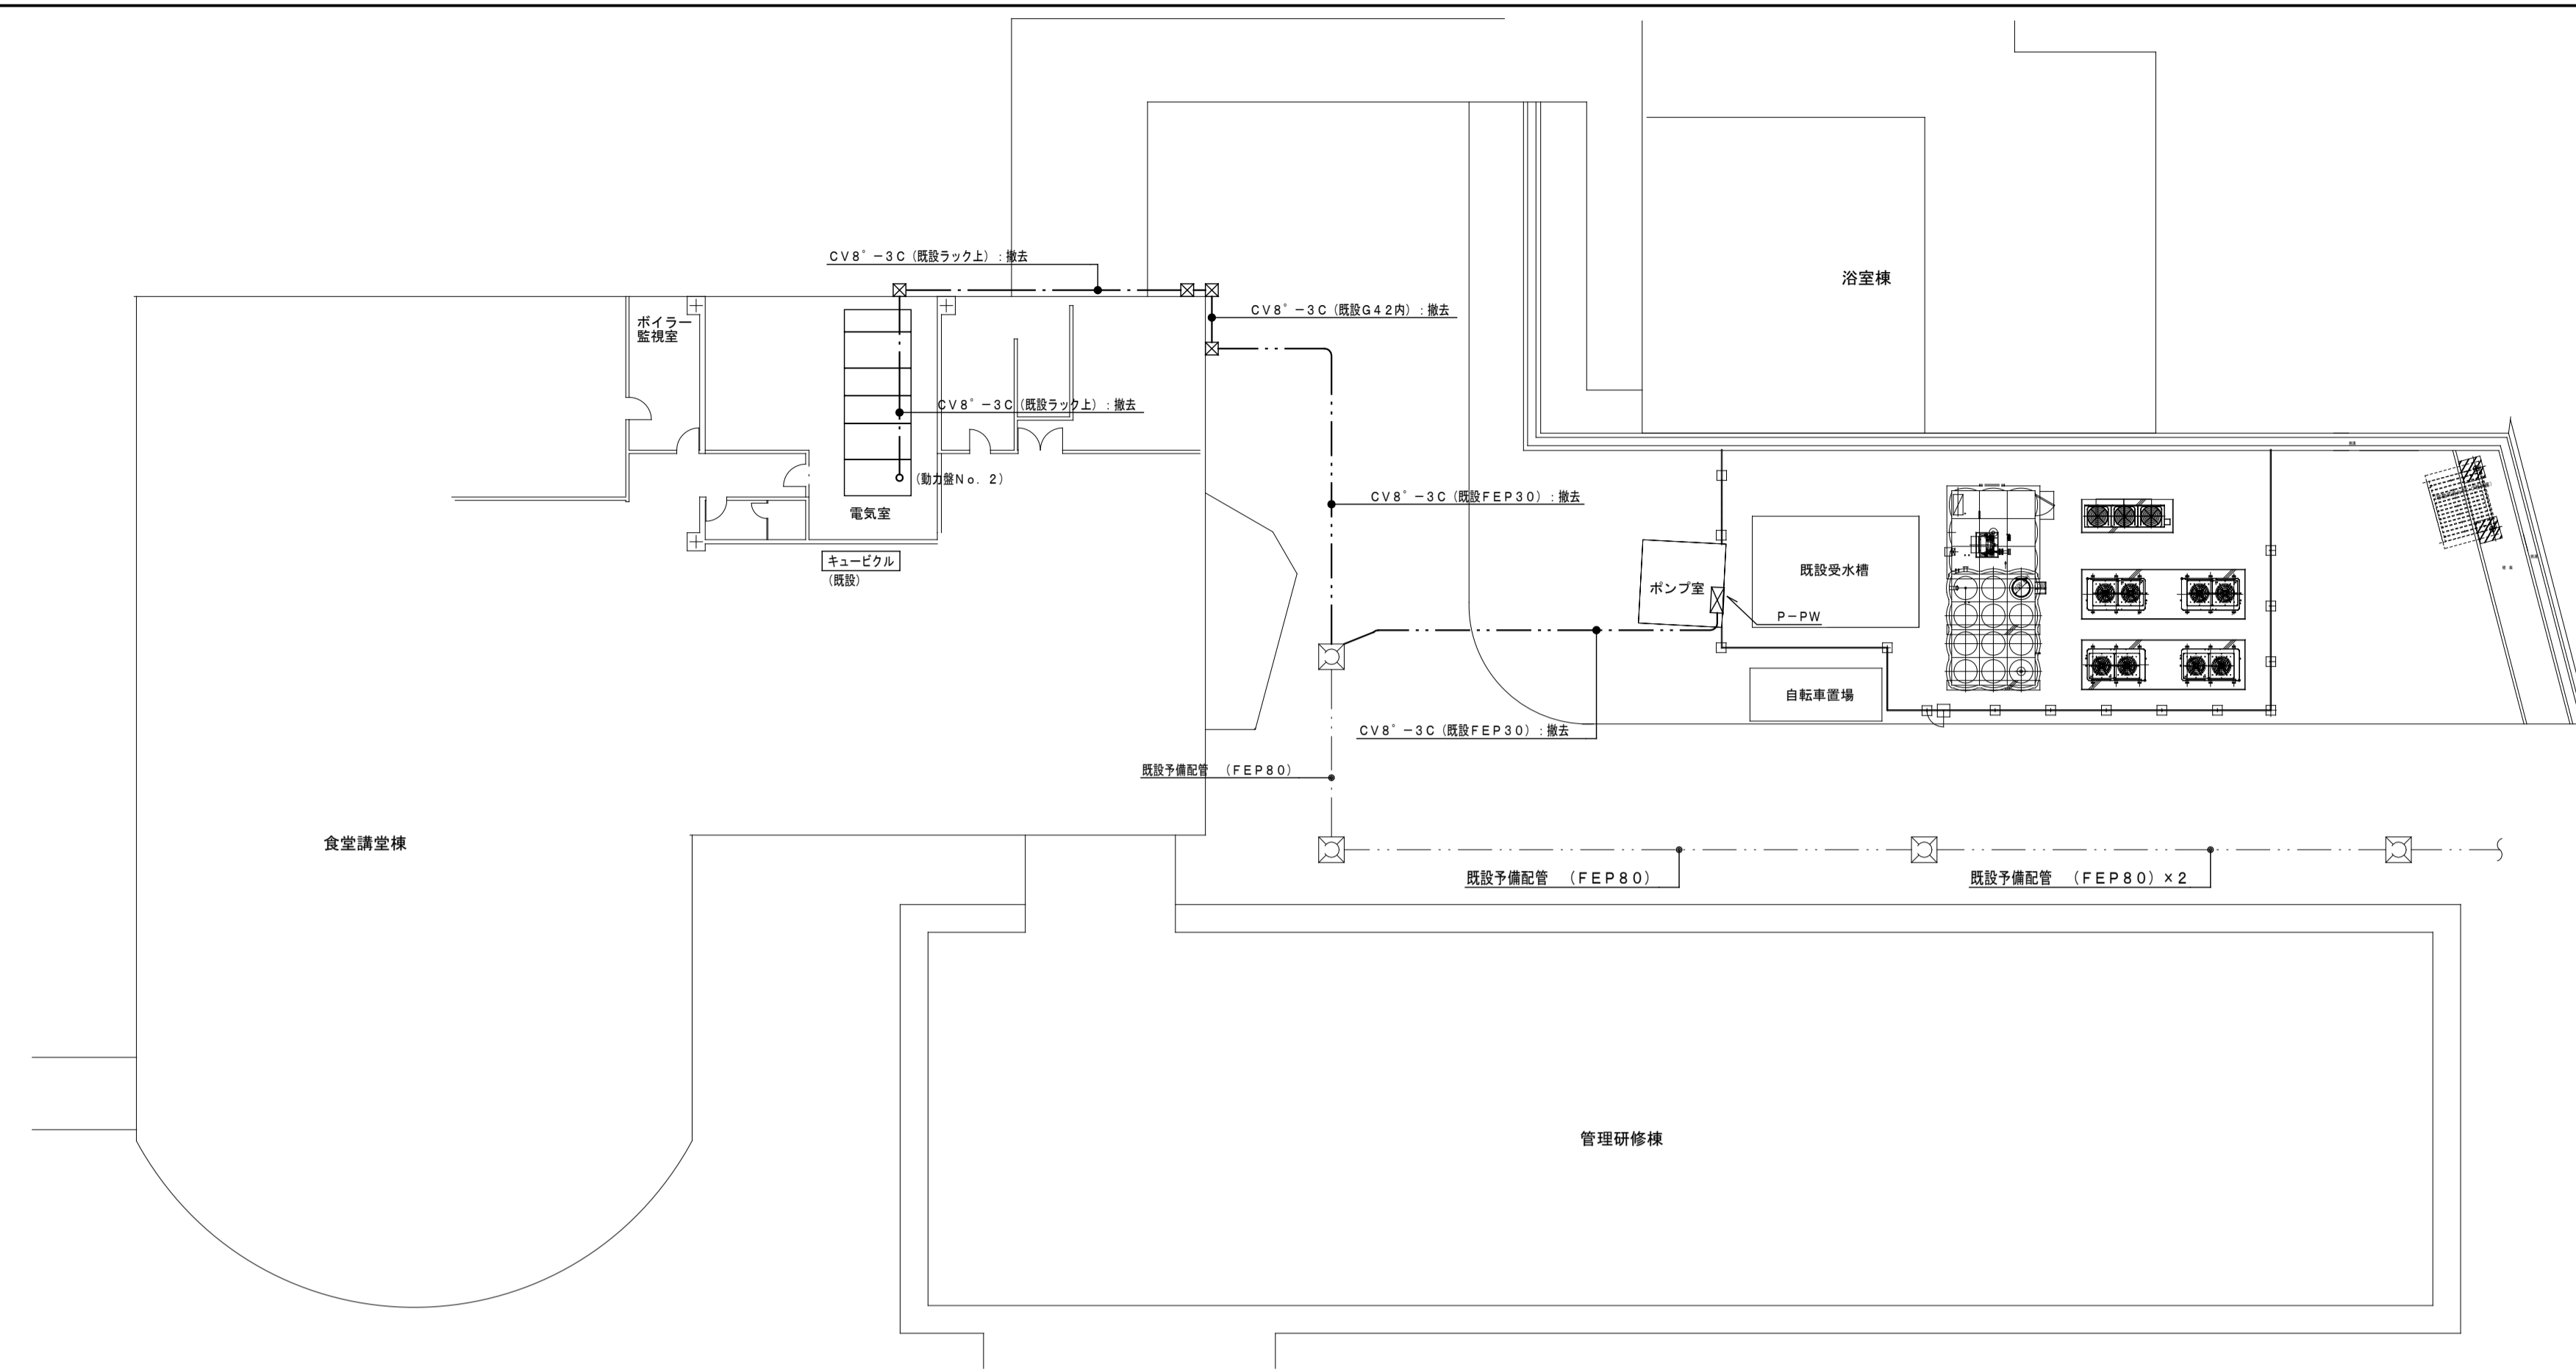 CV8°－3C（既設ラック上）：撤去
浴室棟
CV8°－3C（既設G42内）：撤去
ボイラー
監視室
CV8°－3C（既設ラック上）：撤去
（動力盤No．2）
CV8°－3C（既設FEP30）：撤去
電気室
キュービクル
（既設）
既設受水槽
ポンプ室
P－PW
自転車置場
CV8°－3C（既設FEP30）：撤去
既設予備配管　（FEP80）
食堂講堂棟
既設予備配管　（FEP80）
既設予備配管　（FEP80）×2
管理研修棟